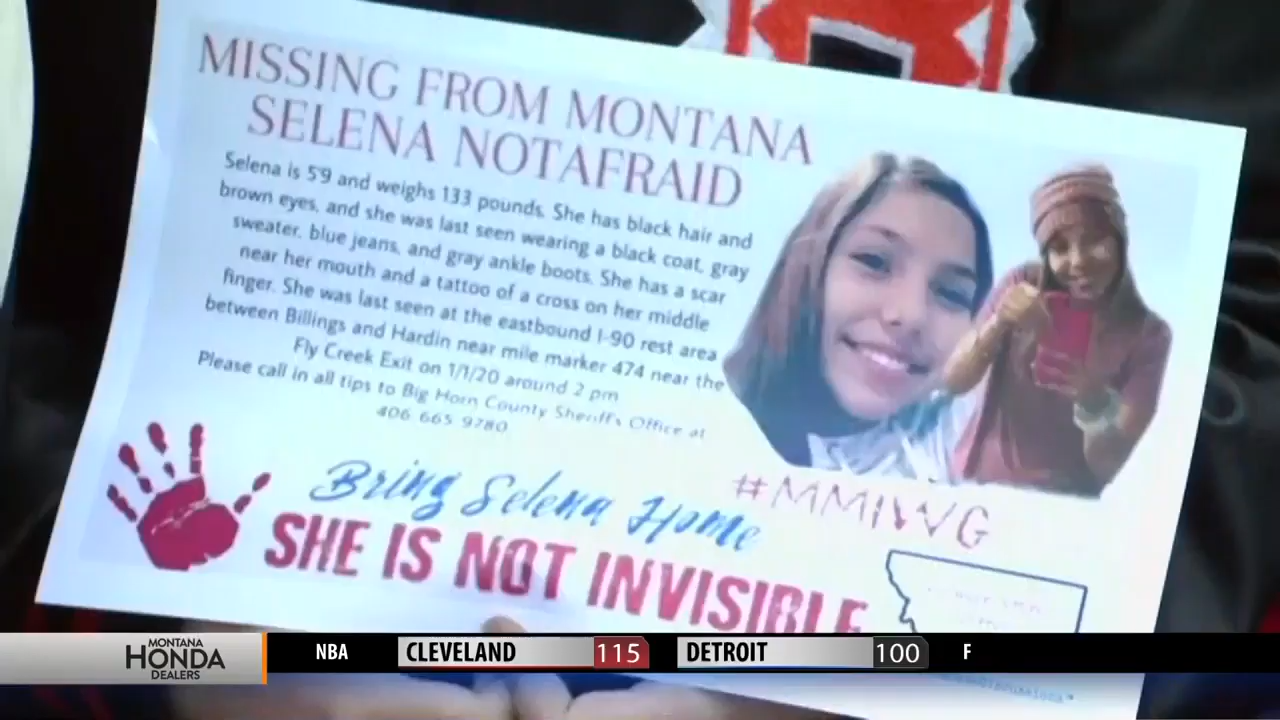 MISSING FROM MONTANA
SELENA NOTAFRAID
Selena is 5'9 and weighs 133 pounds. She has black hair and
brown eyes, and she was last seen wearing a black coat, gray
sweater, blue jeans, and gray ankle boots. She has a scar
near her mouth and a tattoo of a cross on her middle
finger. She was last seen at the eastbound I-90 rest area
between Billings and Hardin near mile marker 474 near the
Fly Creek Exit on 1/1/20 around 2 pm
Please call in all tips to Big Horn County Sheriff's Office at
406 665 9780
Bring Selena Home
#MMIWG
SHE IS NOT INVISIBLE
MONTANA
HONDA
DEALERS
NBA CLEVELAND 115 DETROIT 100 F